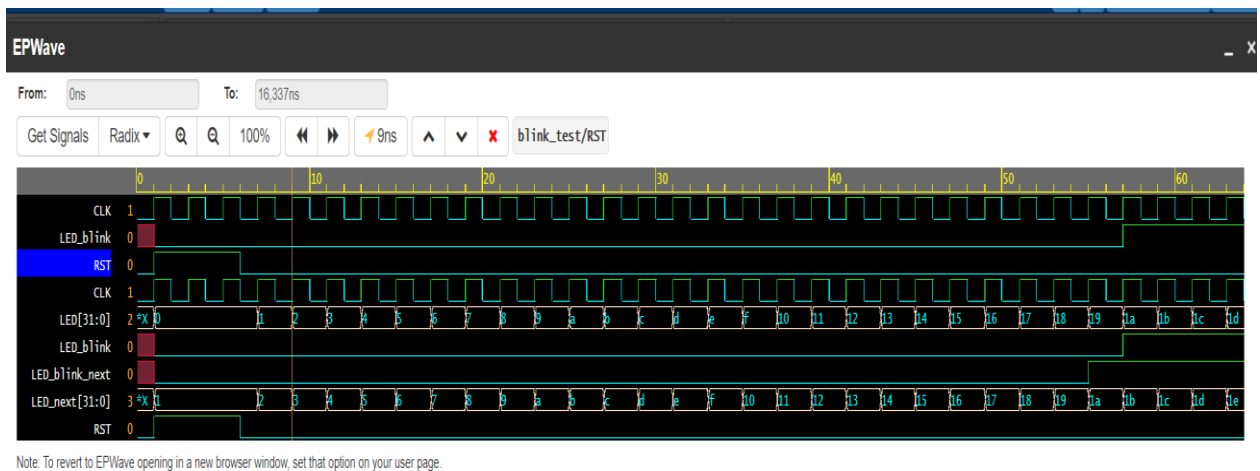 EPWave
_ x
From: 0ns To: 16,337ns
Get Signals Radix▾ 100% 9ns x blink_test/RST
0 10 20 30 40 50 60
CLK 1
LED_blink 0
RST 0
CLK 1
LED[31:0] 2 *X 0 1 2 3 4 5 6 7 8 9 a b c d e f 10 11 12 13 14 15 16 17 18 19 1a 1b 1c 1d
LED_blink 0
LED_blink_next 0
LED_next[31:0] 3 *X 1 2 3 4 5 6 7 8 9 a b c d e f 10 11 12 13 14 15 16 17 18 19 1a 1b 1c 1d 1e
RST 0
Note: To revert to EPWave opening in a new browser window, set that option on your user page.